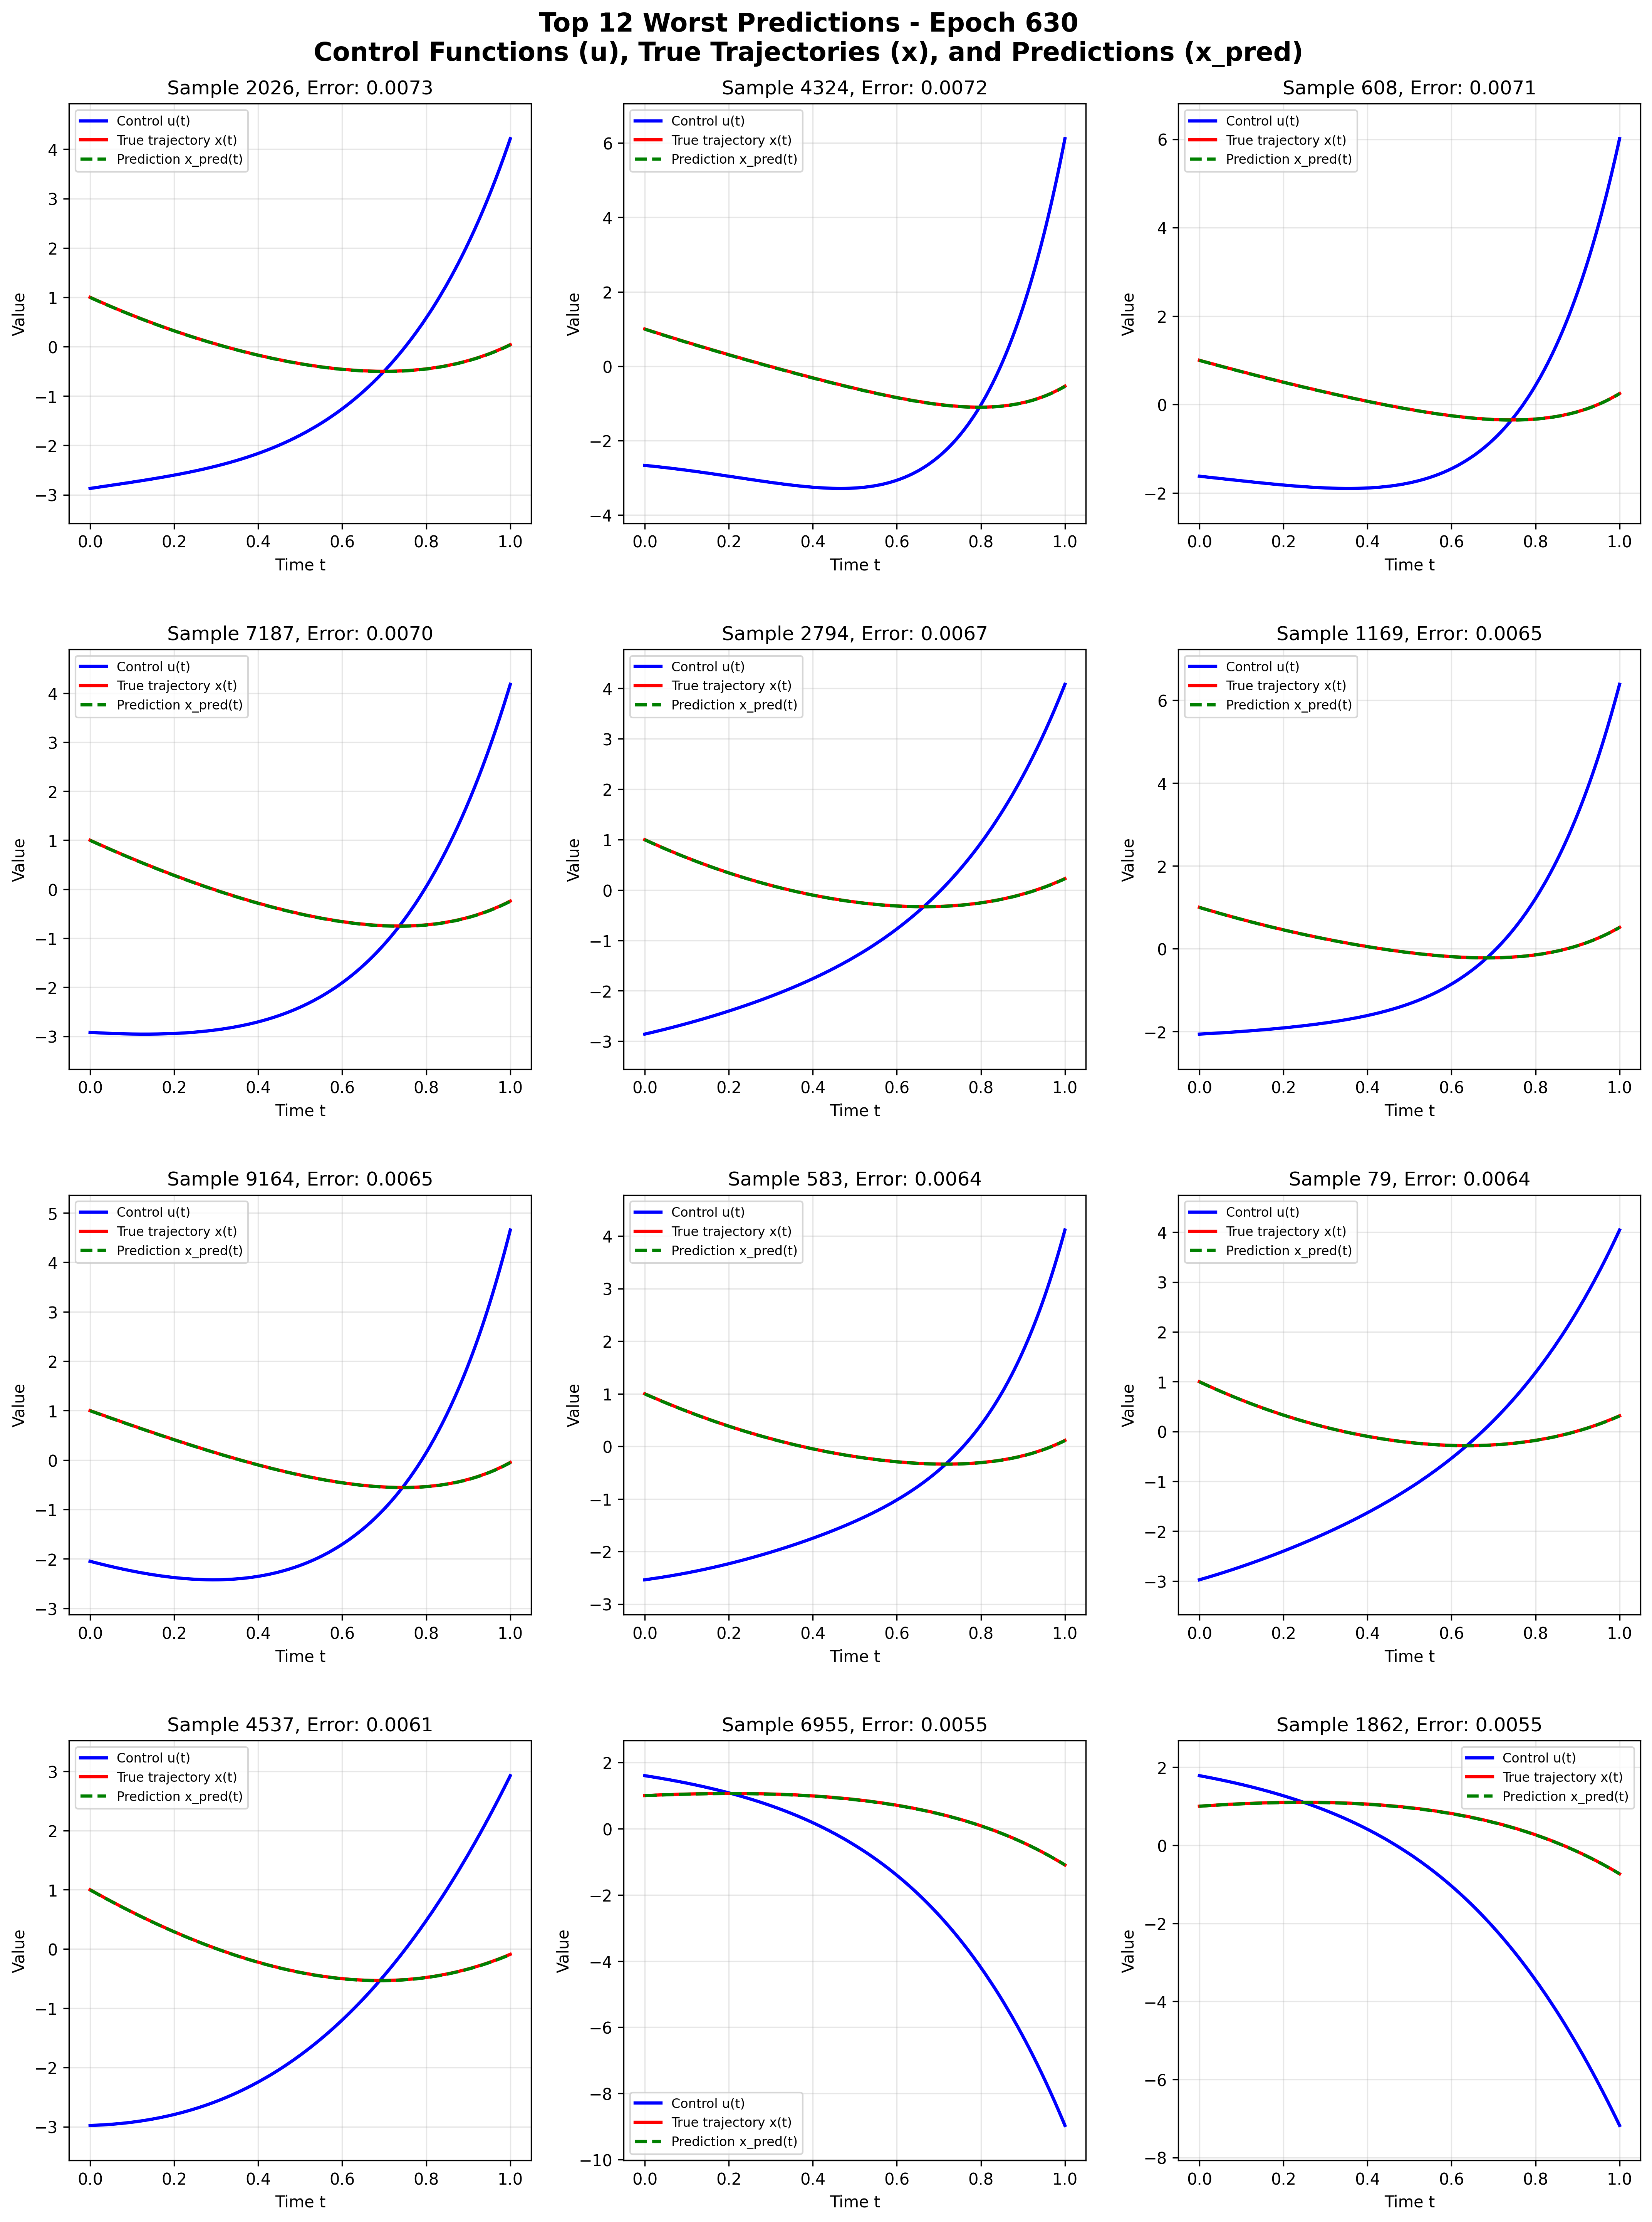 Top 12 Worst Predictions - Epoch 630
Control Functions (u), True Trajectories (x), and Predictions (x_pred)
Sample 2026, Error: 0.0073
Control u(t)
True trajectory x(t)
Prediction x_pred(t)
4
3
2
1
0
−1
−2
−3
Value
0.0 0.2 0.4 0.6 0.8 1.0
Time t
Sample 4324, Error: 0.0072
Control u(t)
True trajectory x(t)
Prediction x_pred(t)
6
4
2
0
−2
−4
Value
0.0 0.2 0.4 0.6 0.8 1.0
Time t
Sample 608, Error: 0.0071
Control u(t)
True trajectory x(t)
Prediction x_pred(t)
6
4
2
0
−2
Value
0.0 0.2 0.4 0.6 0.8 1.0
Time t
Sample 7187, Error: 0.0070
Control u(t)
True trajectory x(t)
Prediction x_pred(t)
4
3
2
1
0
−1
−2
−3
Value
0.0 0.2 0.4 0.6 0.8 1.0
Time t
Sample 2794, Error: 0.0067
Control u(t)
True trajectory x(t)
Prediction x_pred(t)
4
3
2
1
0
−1
−2
−3
Value
0.0 0.2 0.4 0.6 0.8 1.0
Time t
Sample 1169, Error: 0.0065
Control u(t)
True trajectory x(t)
Prediction x_pred(t)
6
4
2
0
−2
Value
0.0 0.2 0.4 0.6 0.8 1.0
Time t
Sample 9164, Error: 0.0065
Control u(t)
True trajectory x(t)
Prediction x_pred(t)
5
4
3
2
1
0
−1
−2
−3
Value
0.0 0.2 0.4 0.6 0.8 1.0
Time t
Sample 583, Error: 0.0064
Control u(t)
True trajectory x(t)
Prediction x_pred(t)
4
3
2
1
0
−1
−2
−3
Value
0.0 0.2 0.4 0.6 0.8 1.0
Time t
Sample 79, Error: 0.0064
Control u(t)
True trajectory x(t)
Prediction x_pred(t)
4
3
2
1
0
−1
−2
−3
Value
0.0 0.2 0.4 0.6 0.8 1.0
Time t
Sample 4537, Error: 0.0061
Control u(t)
True trajectory x(t)
Prediction x_pred(t)
3
2
1
0
−1
−2
−3
Value
0.0 0.2 0.4 0.6 0.8 1.0
Time t
Sample 6955, Error: 0.0055
2
0
−2
−4
−6
−8
−10
Value
Control u(t)
True trajectory x(t)
Prediction x_pred(t)
0.0 0.2 0.4 0.6 0.8 1.0
Time t
Sample 1862, Error: 0.0055
Control u(t)
True trajectory x(t)
Prediction x_pred(t)
2
0
−2
−4
−6
−8
Value
0.0 0.2 0.4 0.6 0.8 1.0
Time t